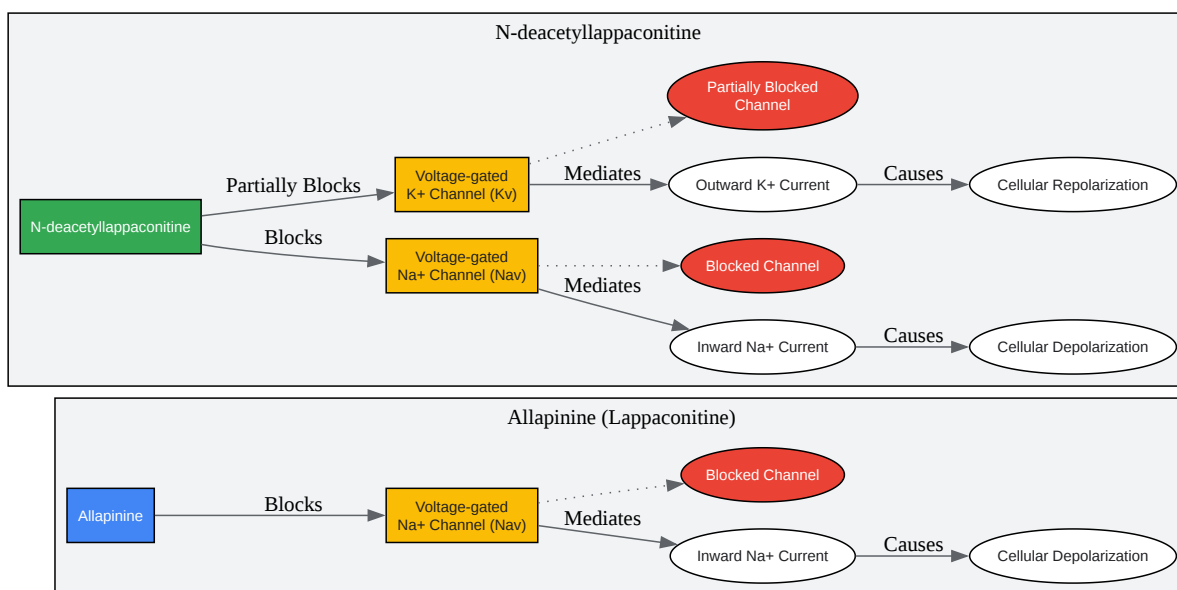 N-deacetyllappaconitine
Partially Blocked
Channel
Partially Blocks
Voltage-gated
K+ Channel (Kv)
Mediates
Outward K+ Current
Causes
Cellular Repolarization
N-deacetyllappaconitine
Blocks
Voltage-gated
Na+ Channel (Nav)
Blocked Channel
Mediates
Inward Na+ Current
Causes
Cellular Depolarization
Allapinine (Lappaconitine)
Blocked Channel
Allapinine
Blocks
Voltage-gated
Na+ Channel (Nav)
Mediates
Inward Na+ Current
Causes
Cellular Depolarization